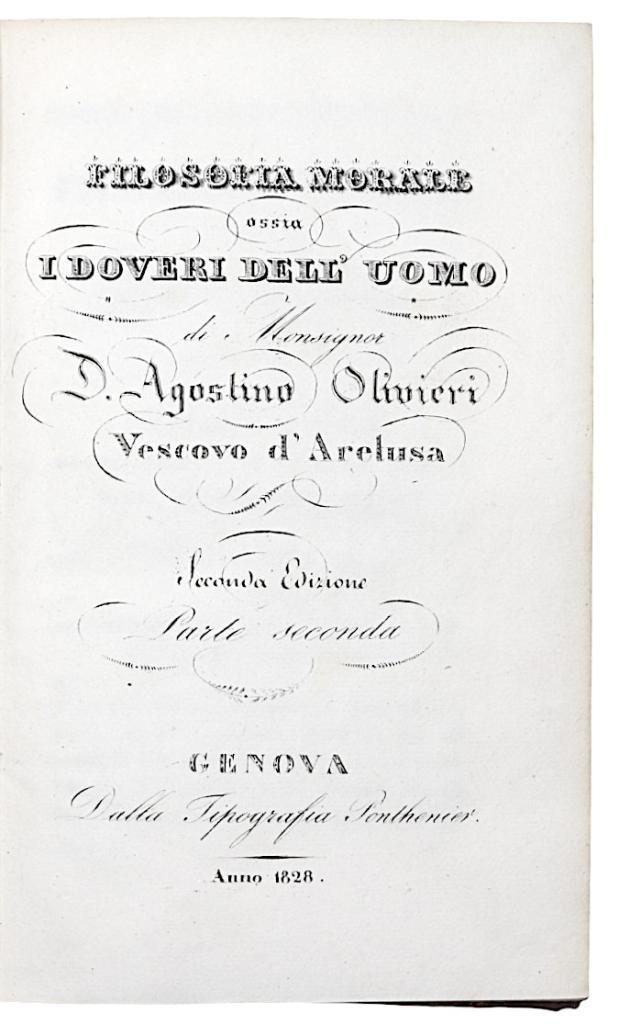 FILOSOFIA MORALE
ossia
I DOVERI DELL' UOMO
di Monsignor
D. Agostino Olivieri
Vescovo d' Aretusa
Seconda Edizione
Parte seconda
GENOVA
Dalla Tipografia Ponthenier.
Anno 1828.